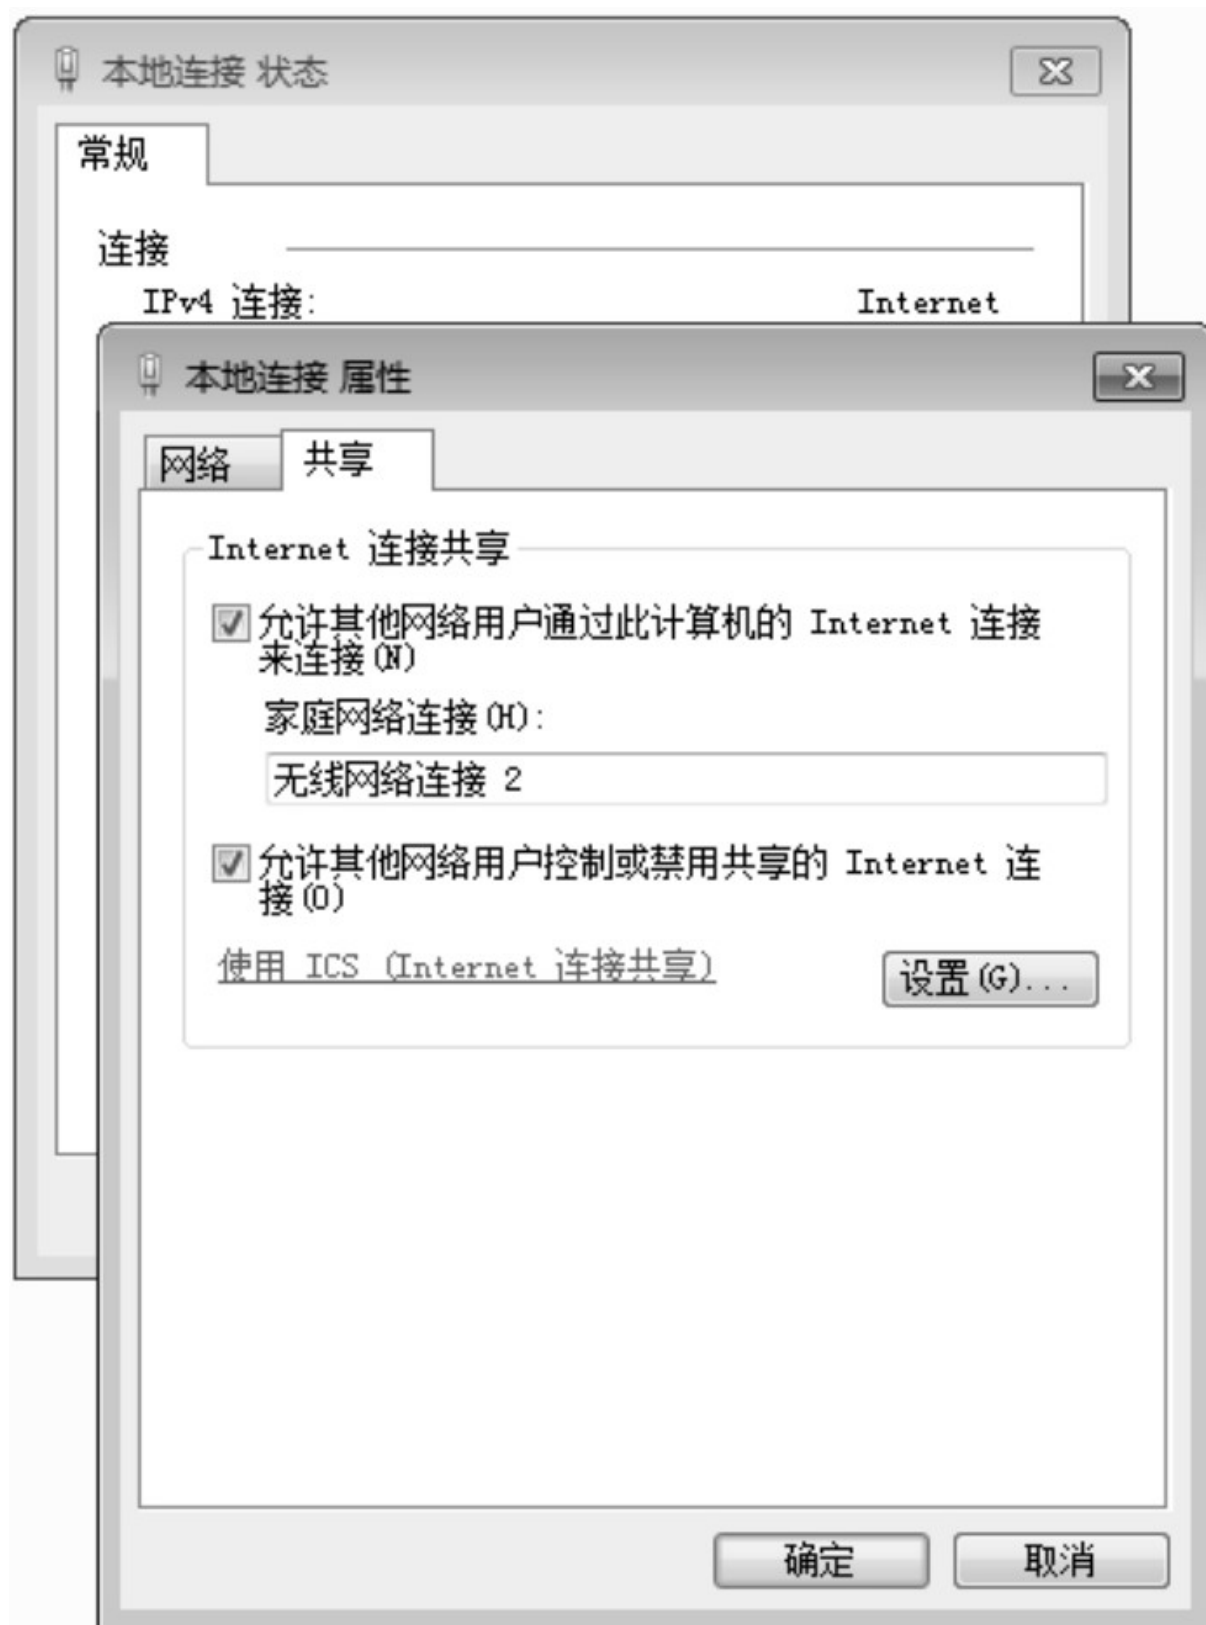 本地连接 状态
常规
连接
IPv4 连接:
Internet
本地连接 属性
网络
共享
Internet 连接共享
允许其他网络用户通过此计算机的 Internet 连接
来连接(N)
家庭网络连接(H):
无线网络连接 2
允许其他网络用户控制或禁用共享的 Internet 连
接(O)
使用 ICS (Internet 连接共享)
设置(G)...
确定
取消